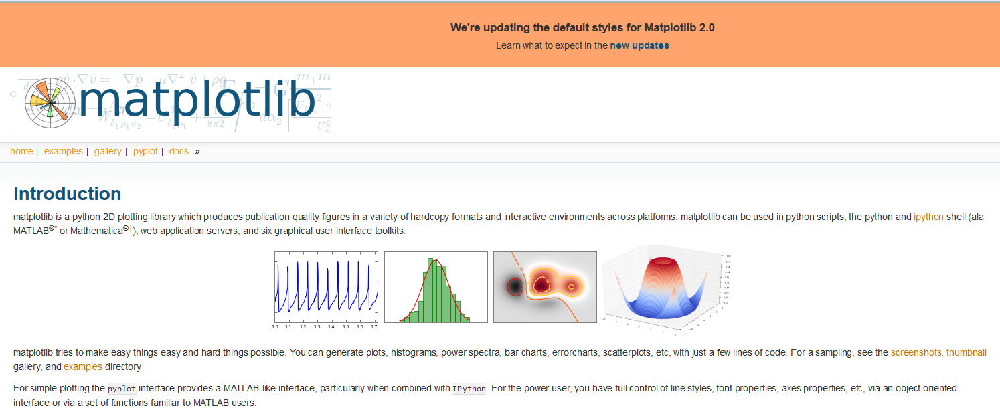 We're updating the default styles for Matplotlib 2.0
Learn what to expect in the new updates
matplotlib
home | examples | gallery | pyplot | docs »
Introduction
matplotlib is a python 2D plotting library which produces publication quality figures in a variety of hardcopy formats and interactive environments across platforms. matplotlib can be used in python scripts, the python and ipython shell (ala
MATLAB®* or Mathematica®†), web application servers, and six graphical user interface toolkits.
1.0 1.1 1.2 1.3 1.4 1.5 1.6 1.7
matplotlib tries to make easy things easy and hard things possible. You can generate plots, histograms, power spectra, bar charts, errorcharts, scatterplots, etc, with just a few lines of code. For a sampling, see the screenshots, thumbnail
gallery, and examples directory
For simple plotting the pyplot interface provides a MATLAB-like interface, particularly when combined with IPython. For the power user, you have full control of line styles, font properties, axes properties, etc, via an object oriented
interface or via a set of functions familiar to MATLAB users.